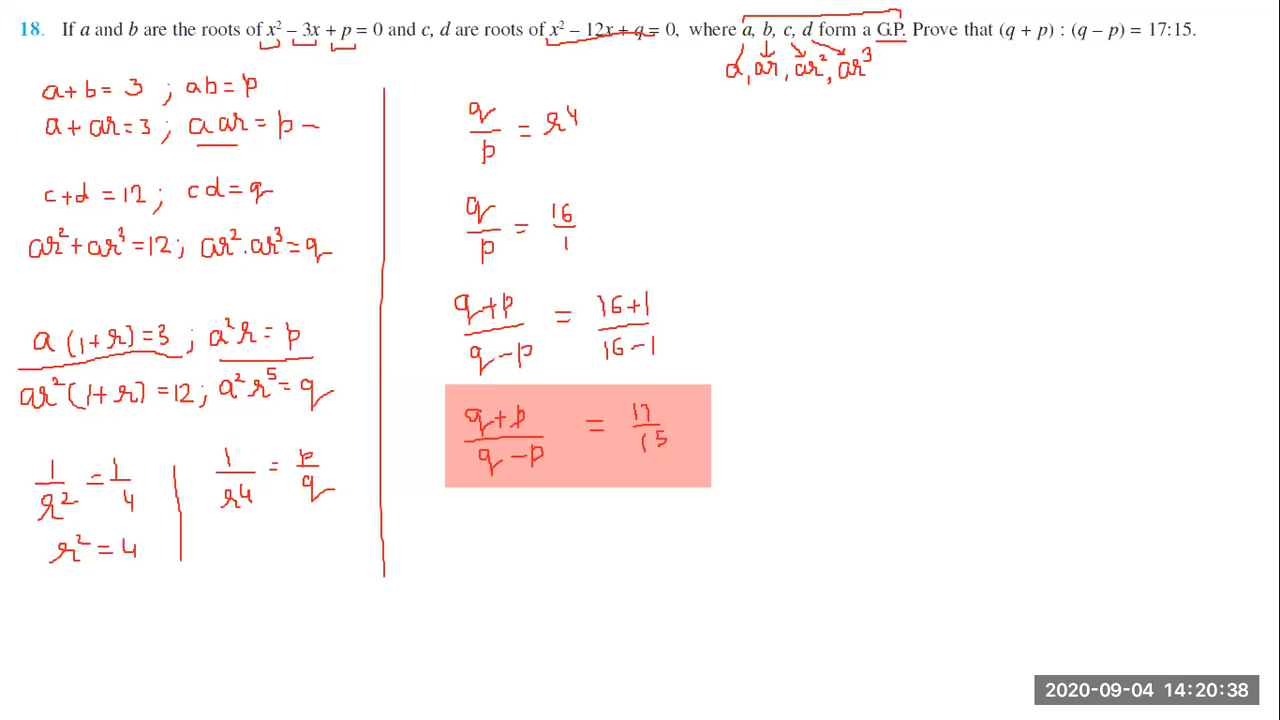 18. If a and b are the roots of x² – 3x + p = 0 and c, d are roots of x² – 12x + q = 0, where a, b, c, d form a G.P. Prove that (q + p) : (q – p) = 17:15.
a, ar, ar², ar³
a+b = 3 ; ab = p
a + ar = 3 ; a ar = p –
c+d = 12 ; cd = q
ar² + ar³ = 12 ; ar² . ar³ = q
a (1+r) = 3 ; a² r = p
ar² (1+r) = 12 ; a² r⁵ = q
1/r² = 1/4
r² = 4
1/r⁴ = p/q
q/p = r⁴
q/p = 16/1
q+p/q–p = 16+1/16–1
q+p/q–p = 17/15
2020-09-04 14:20:38